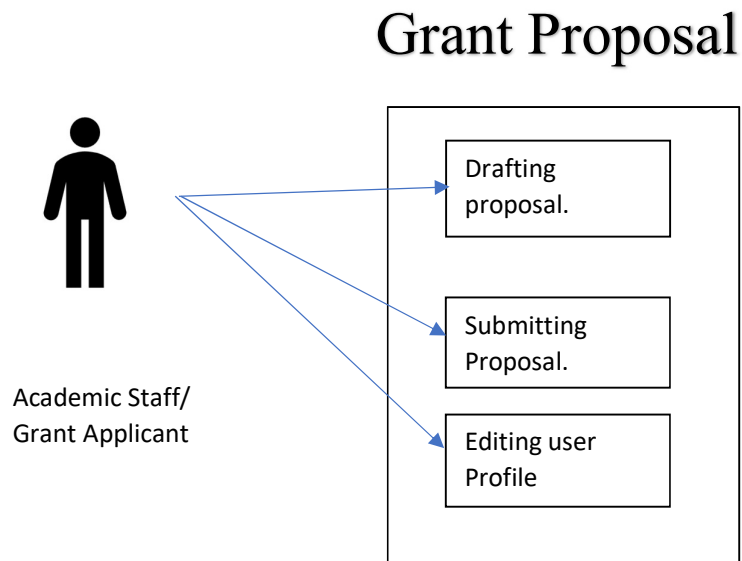 Grant Proposal
Drafting
proposal.
Submitting
Proposal.
Academic Staff/
Grant Applicant
Editing user
Profile